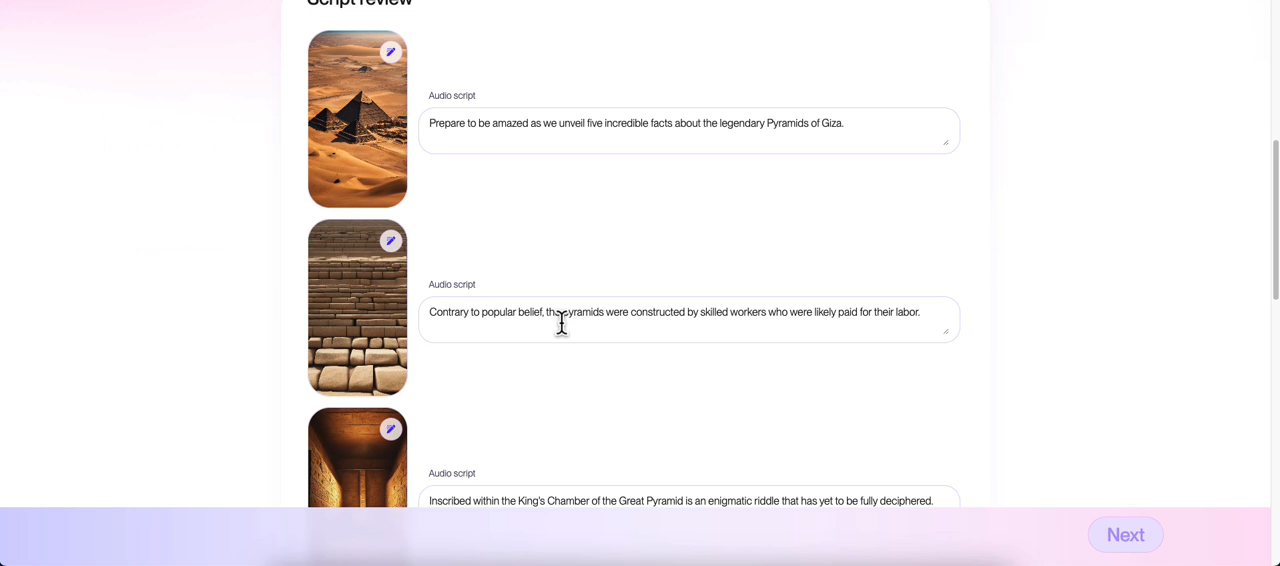 Script review
Audio script
Prepare to be amazed as we unveil five incredible facts about the legendary Pyramids of Giza.
Audio script
Contrary to popular belief, the pyramids were constructed by skilled workers who were likely paid for their labor.
Audio script
Inscribed within the King's Chamber of the Great Pyramid is an enigmatic riddle that has yet to be fully deciphered.
Next